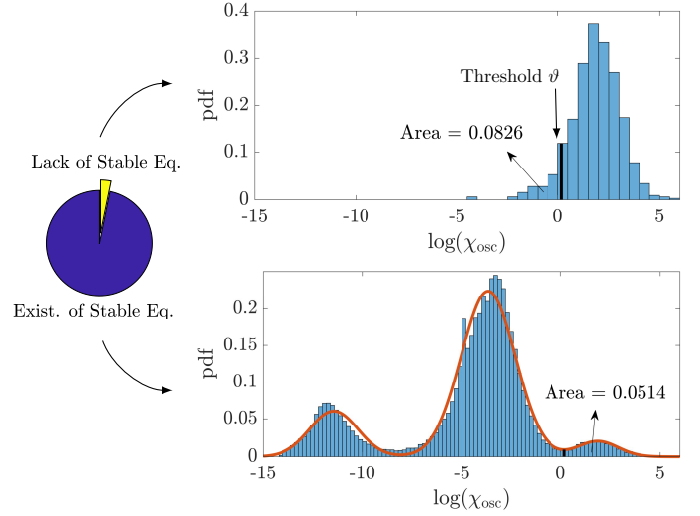 0.4
0.3
0.2
0.1
0
pdf
Threshold ϑ
Area = 0.0826
-15
-10
-5
0
5
log(χosc)
Lack of Stable Eq.
Exist. of Stable Eq.
0.2
0.15
0.1
0.05
0
pdf
Area = 0.0514
-15
-10
-5
0
5
log(χosc)